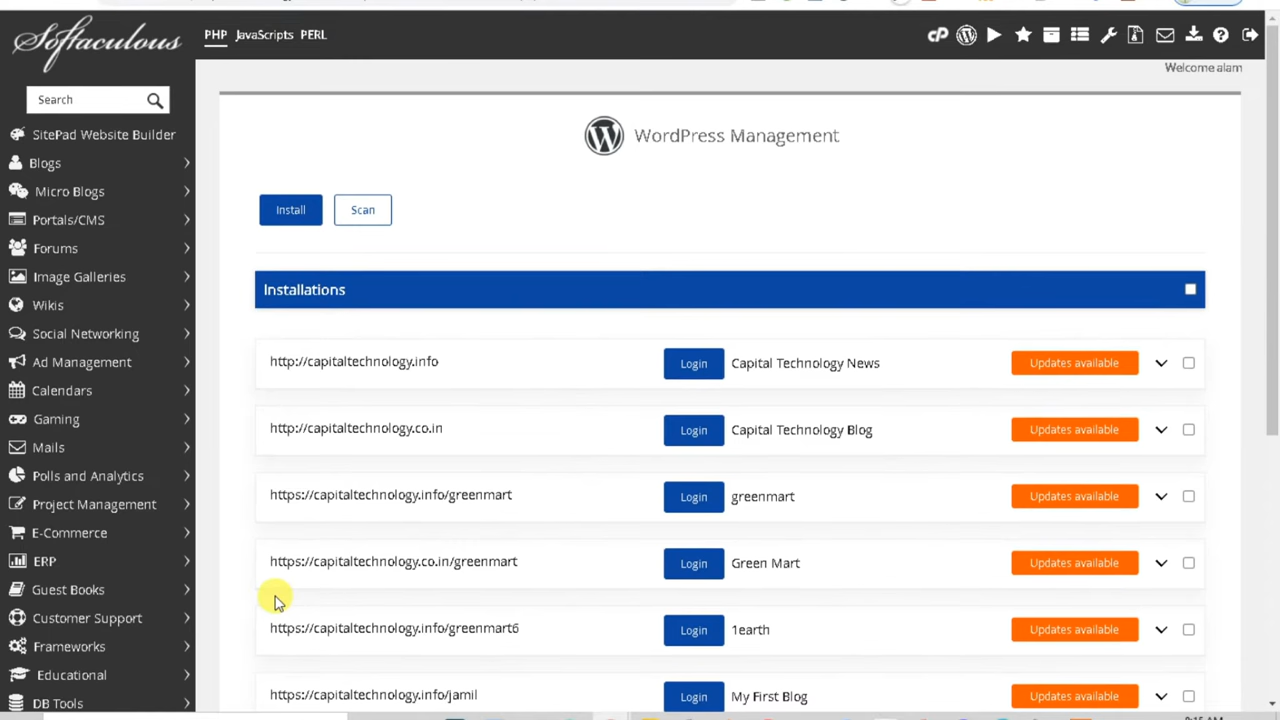 Softaculous
PHP JavaScripts PERL
Welcome alam
Search
SitePad Website Builder
Blogs
Micro Blogs
Portals/CMS
Forums
Image Galleries
Wikis
Social Networking
Ad Management
Calendars
Gaming
Mails
Polls and Analytics
Project Management
E-Commerce
ERP
Guest Books
Customer Support
Frameworks
Educational
DB Tools
WordPress Management
Install Scan
Installations
http://capitaltechnology.info Login Capital Technology News Updates available
http://capitaltechnology.co.in Login Capital Technology Blog Updates available
https://capitaltechnology.info/greenmart Login greenmart Updates available
https://capitaltechnology.co.in/greenmart Login Green Mart Updates available
https://capitaltechnology.info/greenmart6 Login 1earth Updates available
https://capitaltechnology.info/jamil Login My First Blog Updates available